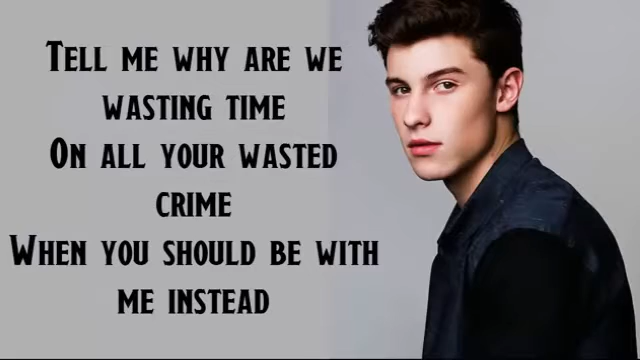 Tell me why are we
wasting time
On all your wasted
crime
When you should be with
me instead